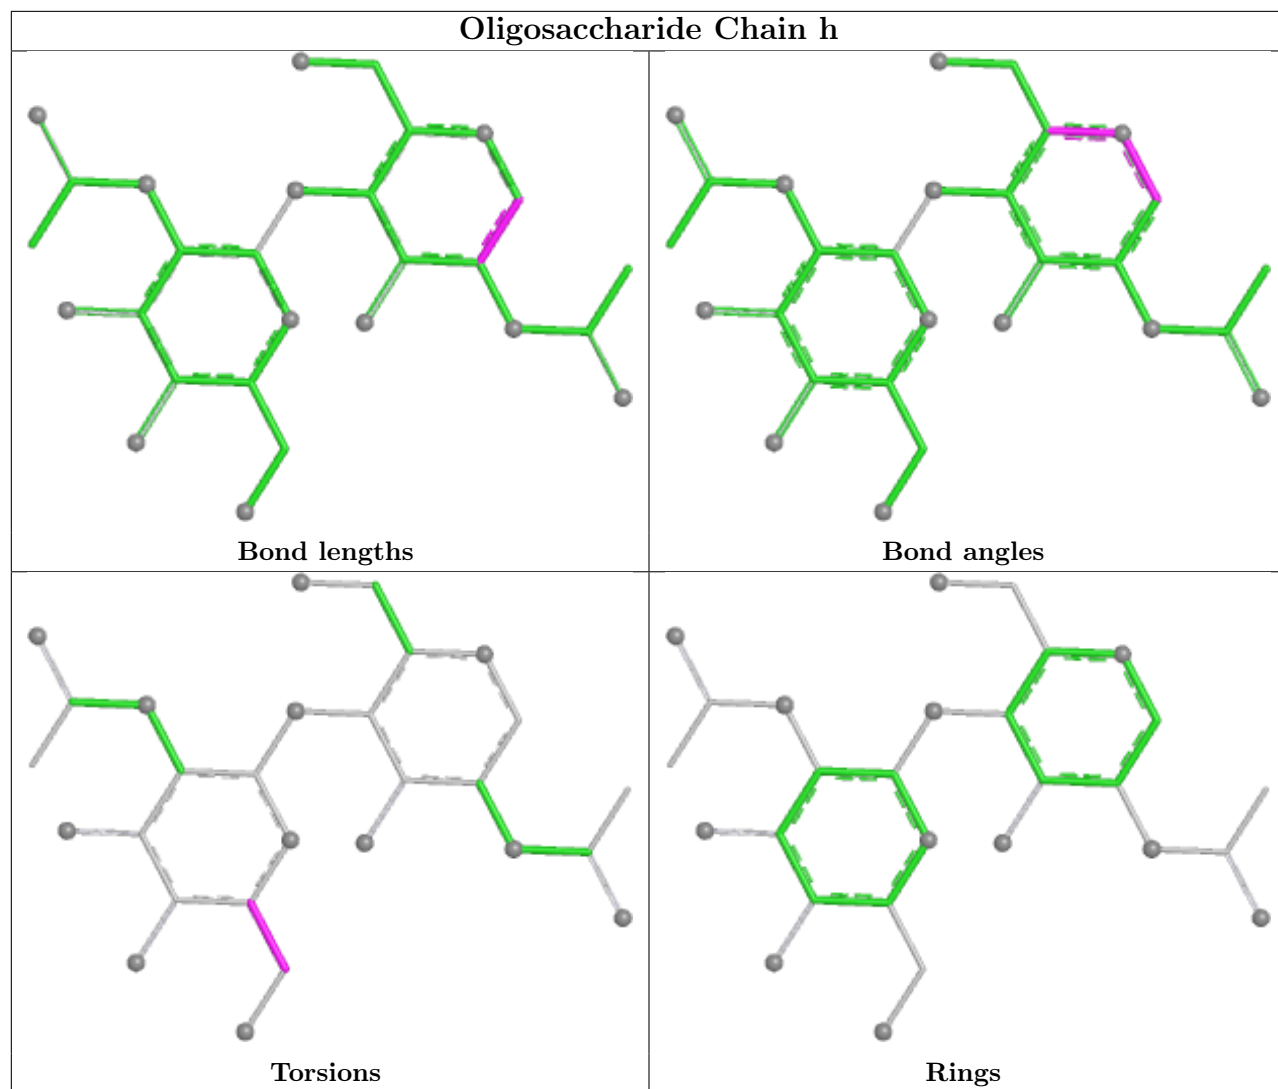 Oligosaccharide Chain h
Bond lengths
Bond angles
Torsions
Rings